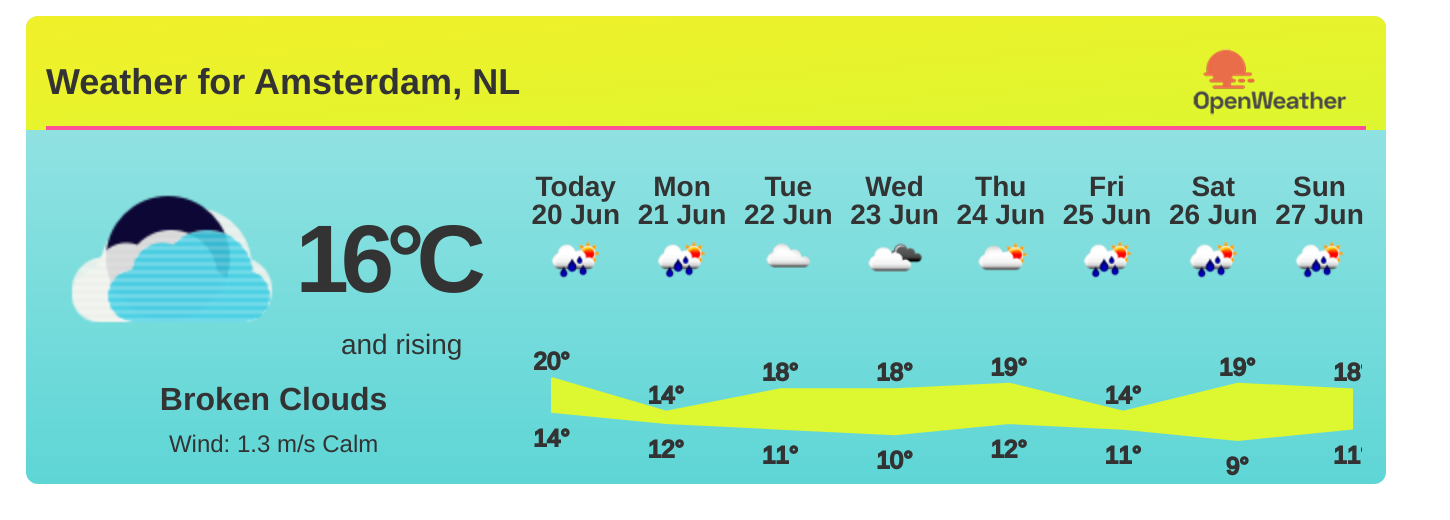 Weather for Amsterdam, NL
OpenWeather
16°C
and rising
Broken Clouds
Wind: 1.3 m/s Calm
Today Mon Tue Wed Thu Fri Sat Sun
20 Jun 21 Jun 22 Jun 23 Jun 24 Jun 25 Jun 26 Jun 27 Jun
20° 14° 18° 18° 19° 14° 19° 18°
14° 12° 11° 10° 12° 11° 9° 11°